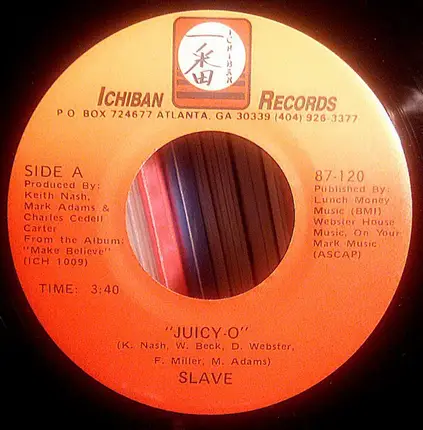 一番
ICHIBAN
ICHIBAN RECORDS
P O BOX 724677 ATLANTA, GA 30339 (404) 926-3377
SIDE A
Produced By:
Keith Nash,
Mark Adams &
Charles Cedell
Carter
From the Album:
"Make Believe"
(ICH 1009)
TIME: 3:40
87-120
Published By:
Lunch Money
Music (BMI)
Webster House
Music, On Your
Mark Music
(ASCAP)
"JUICY-O"
(K. Nash, W. Beck, D. Webster,
F. Miller, M. Adams)
SLAVE